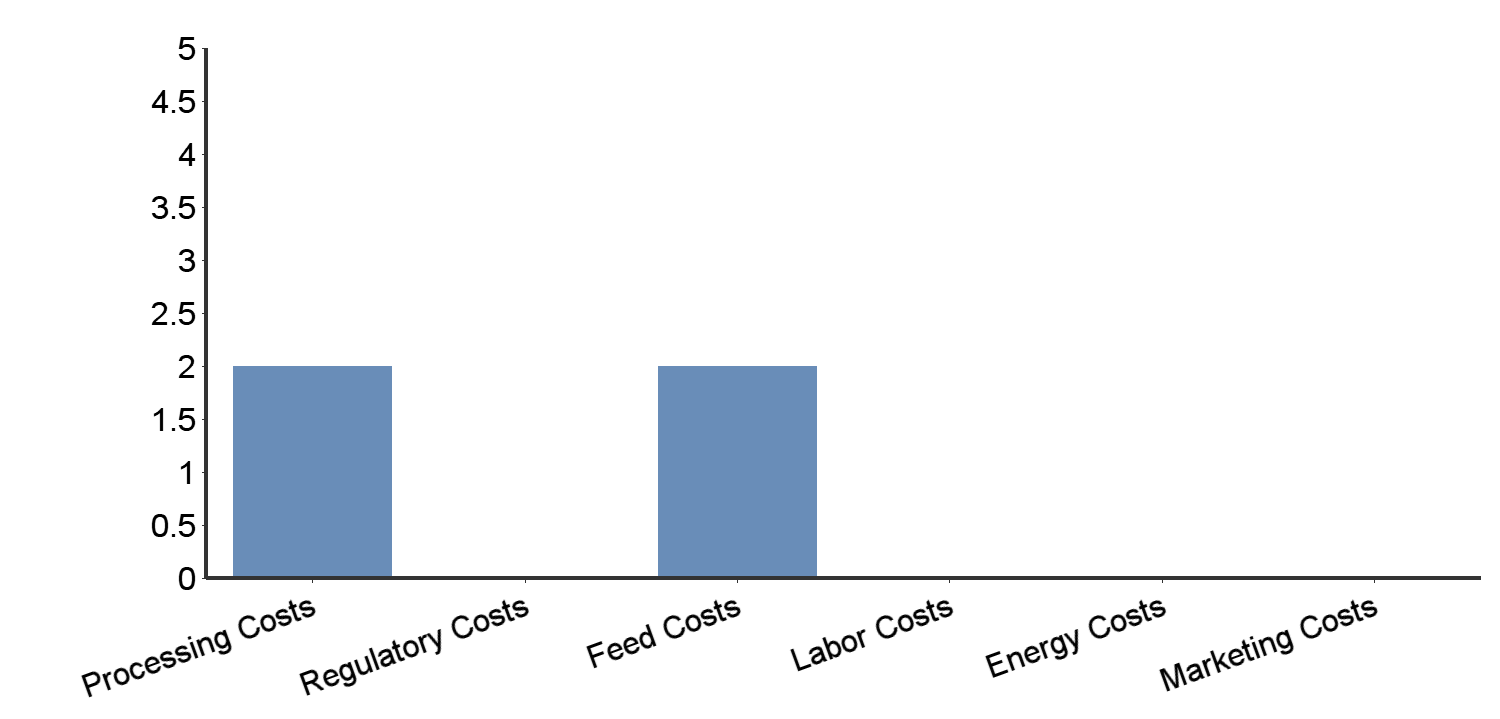 5
4.5
4
3.5
3
2.5
2
1.5
1
0.5
0
Processing Costs
Regulatory Costs
Feed Costs
Labor Costs
Energy Costs
Marketing Costs